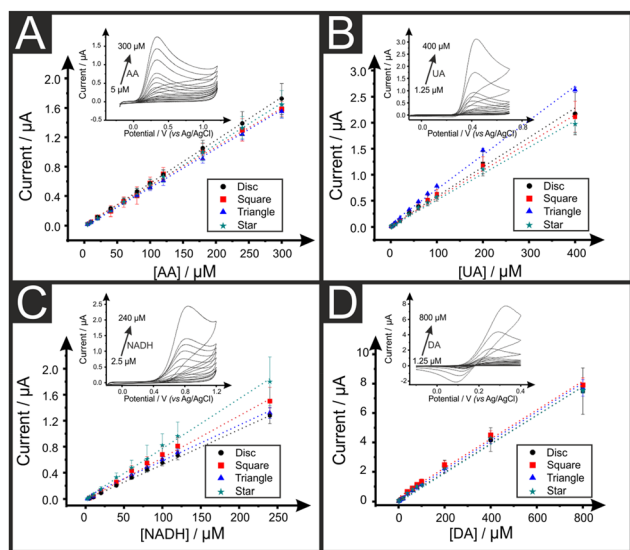 A
Current / µA
2.0
1.6
1.2
0.8
0.4
0.0
0
50
100
150
200
250
300
[AA] / µM
Disc
Square
Triangle
Star
300 µM
AA
5 µM
Current / µA
1.5
1.0
0.5
0.0
-0.5
0.0
0.5
1.0
Potential / V (vs Ag/AgCl)
B
Current / µA
3.0
2.5
2.0
1.5
1.0
0.5
0.0
0
100
200
300
400
[UA] / µM
Disc
Square
Triangle
Star
400 µM
UA
1.25 µM
Current / µA
3.0
2.0
1.0
0.0
0.0
0.4
0.8
Potential / V (vs Ag/AgCl)
C
Current / µA
2.0
1.6
1.2
0.8
0.4
0.0
0
50
100
150
200
250
[NADH] / µM
Disc
Square
Triangle
Star
240 µM
NADH
2.5 µM
Current / µA
2.5
2.0
1.5
1.0
0.5
0.0
0.0
0.4
0.8
1.2
Potential / V (vs Ag/AgCl)
D
Current / µA
10
8
6
4
2
0
0
200
400
600
800
[DA] / µM
Disc
Square
Triangle
Star
800 µM
DA
1.25 µM
Current / µA
8
6
4
2
0
-2
0.0
0.2
0.4
Potential / V (vs Ag/AgCl)